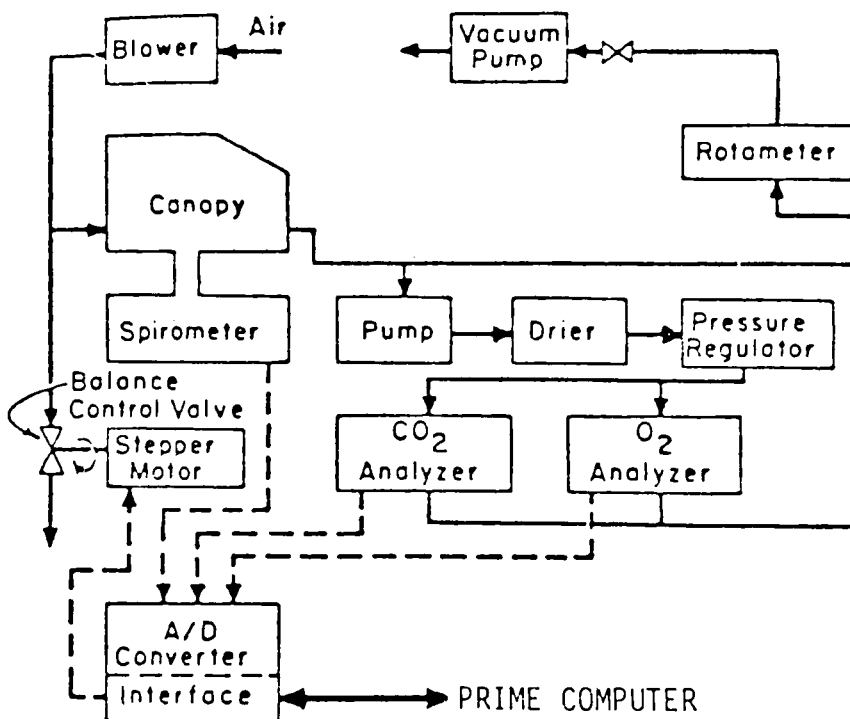 Air
Blower
Vacuum
Pump
Rotameter
Canopy
Spirometer
Pump
Drier
Pressure
Regulator
Balance
Control Valve
Stepper
Motor
CO2
Analyzer
O2
Analyzer
A/D
Converter
Interface
PRIME COMPUTER